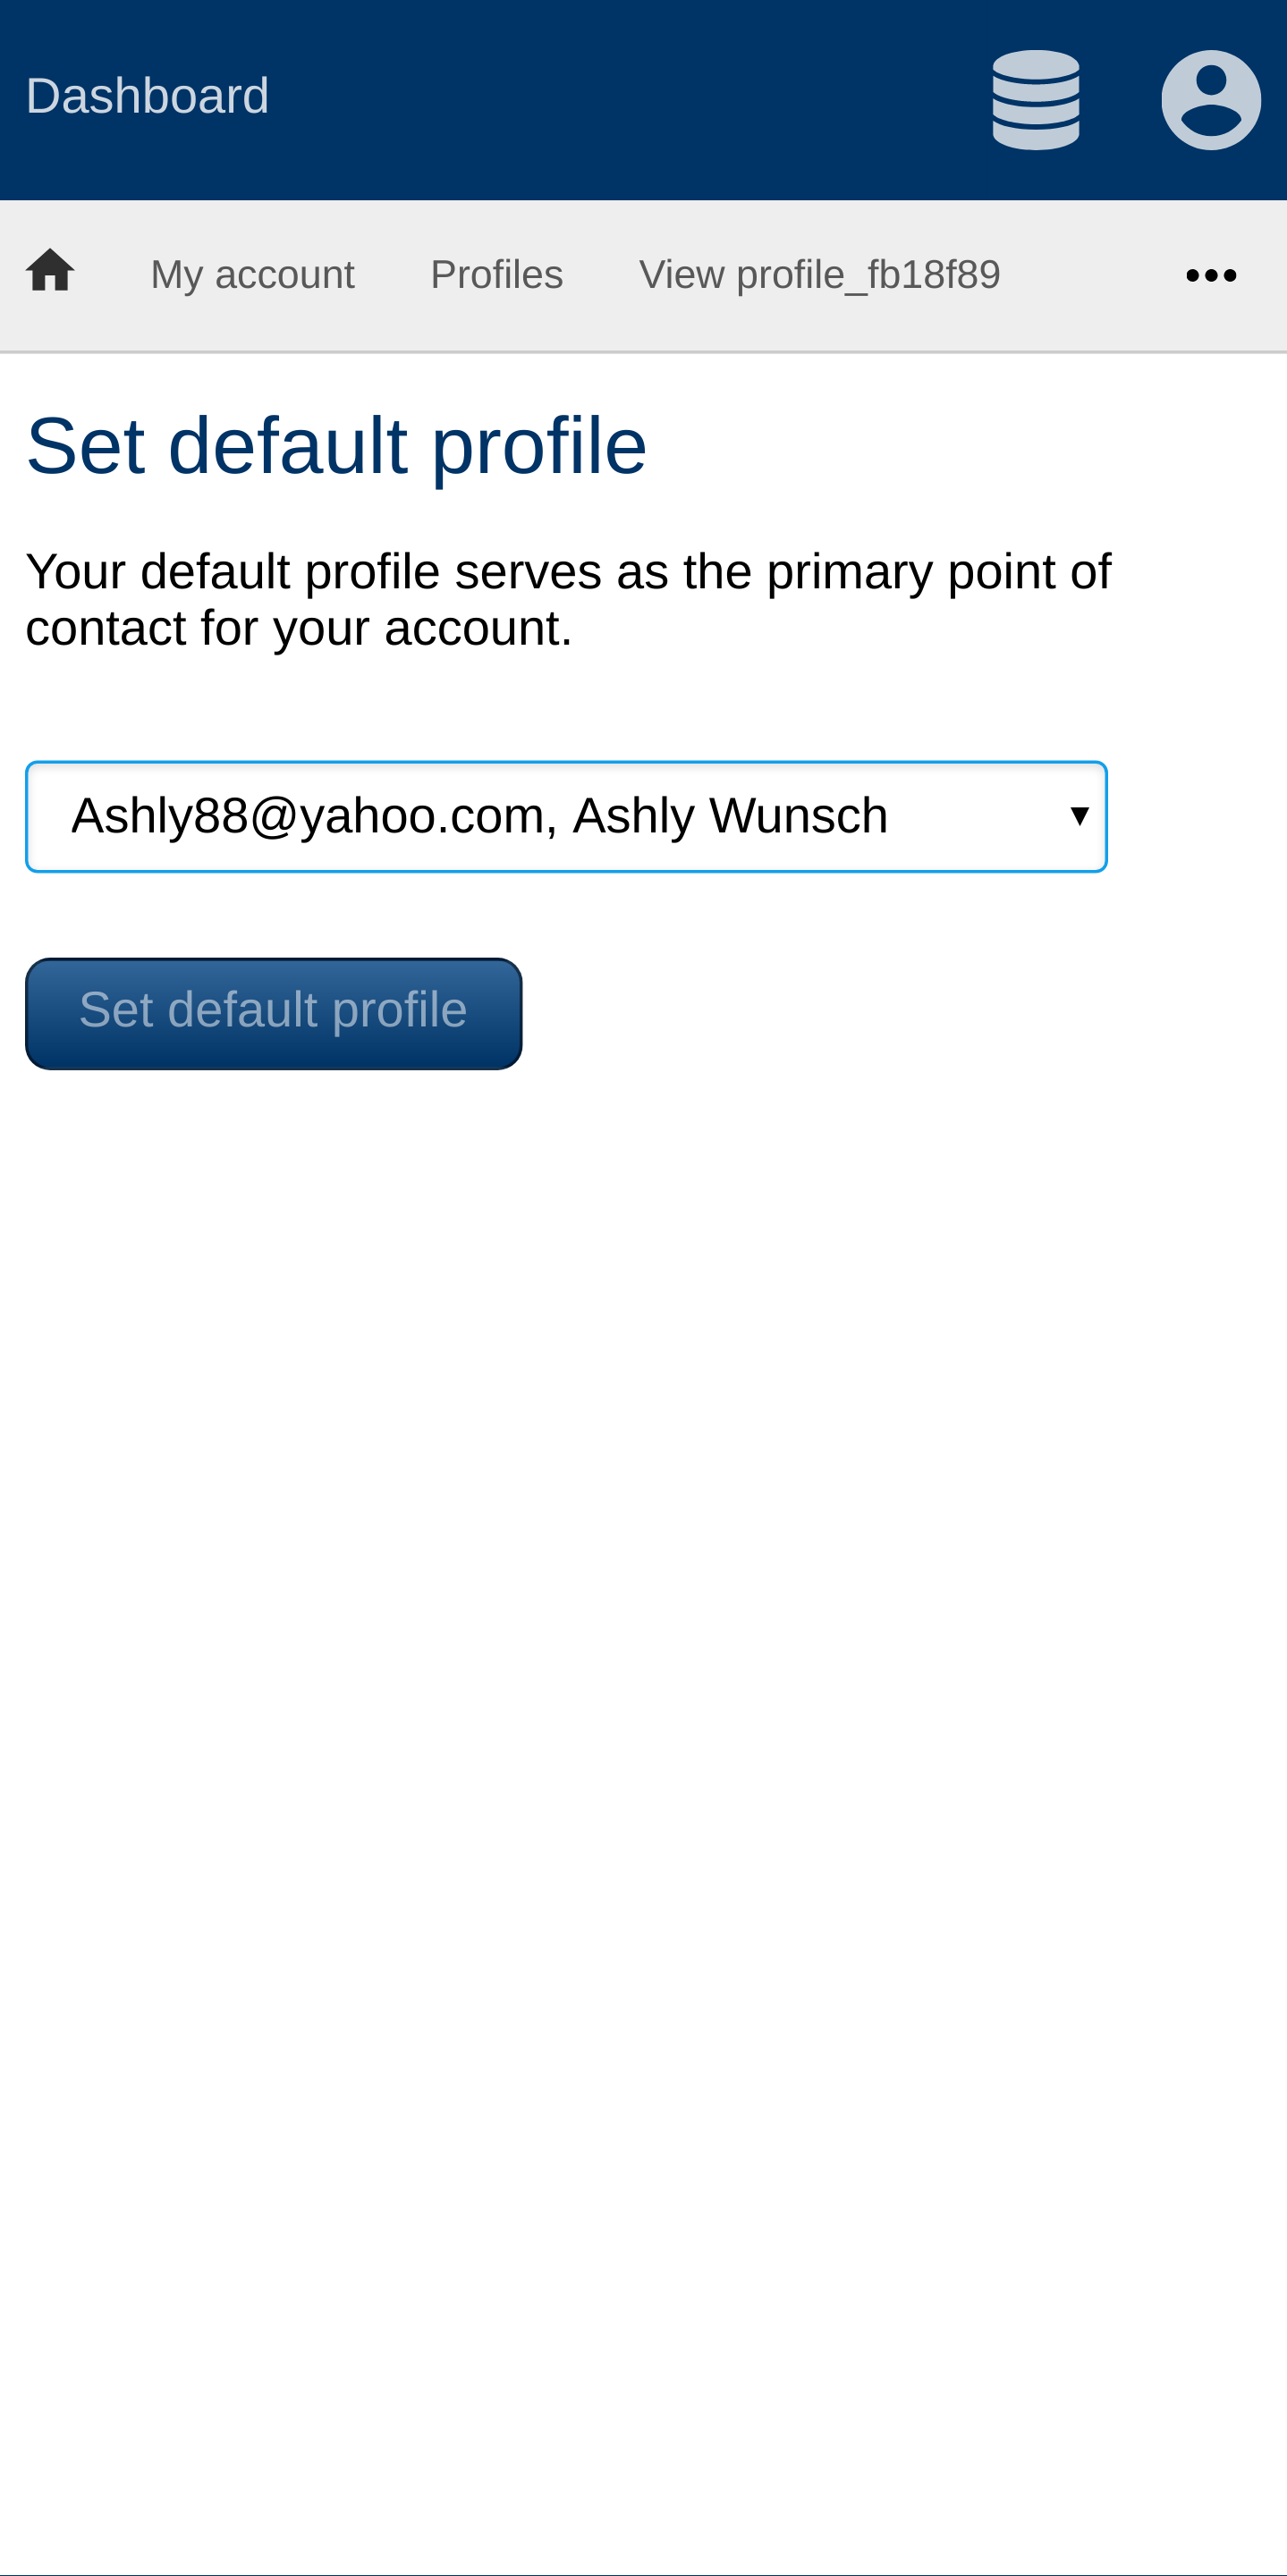 Dashboard
My account Profiles View profile_fb18f89
Set default profile
Your default profile serves as the primary point of
contact for your account.
Ashly88@yahoo.com, Ashly Wunsch
Set default profile